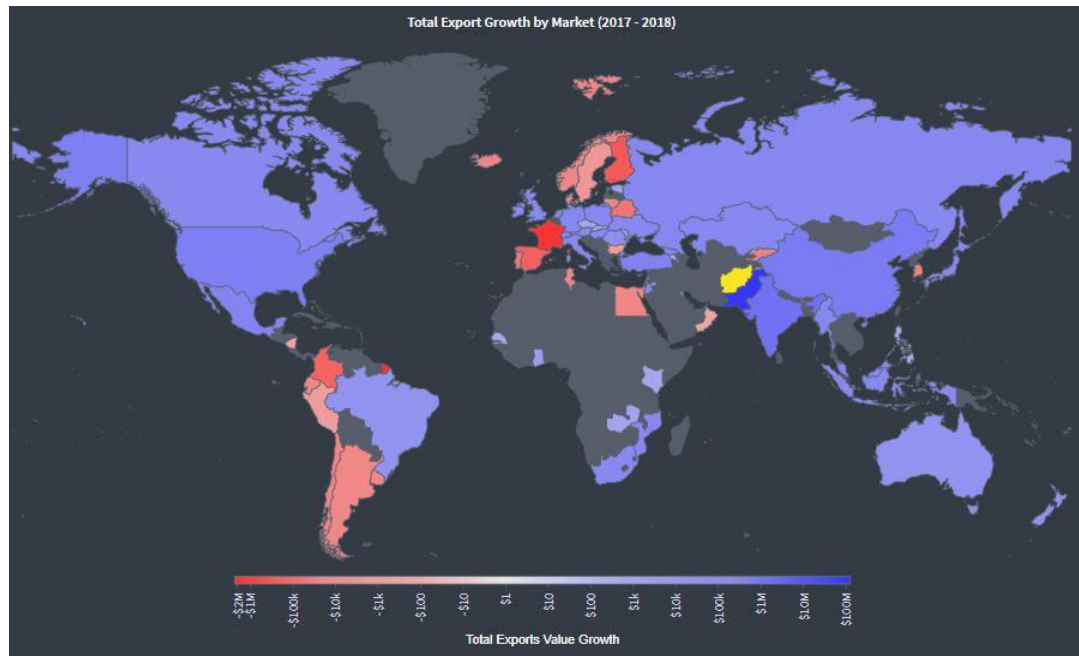 Total Export Growth by Market (2017 - 2018)
-$2M
-$1M
-$100k
-$10k
-$1k
-$100
-$10
$1
$10
$100
$1k
$10k
$100k
$1M
$10M
$100M
Total Exports Value Growth